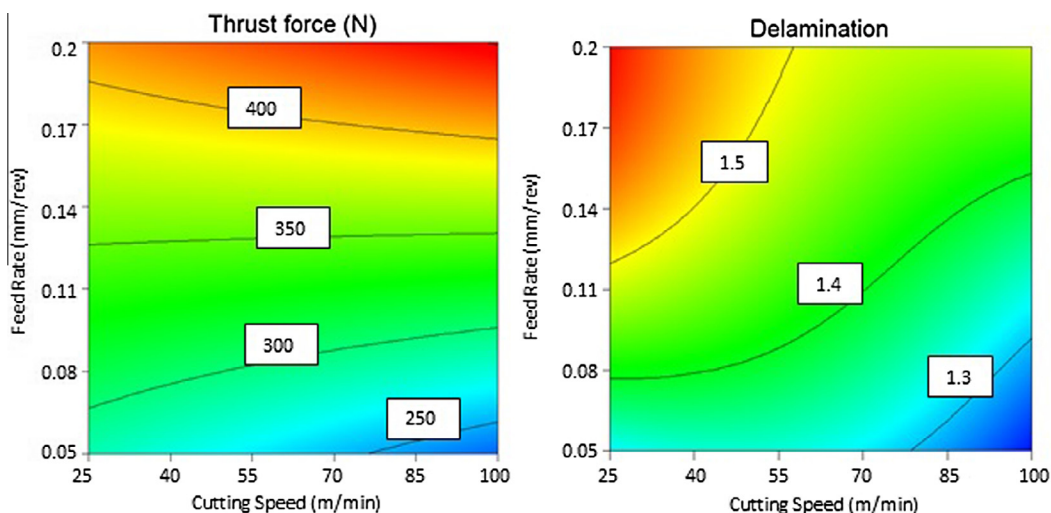 Thrust force (N)
0.2
0.17
0.14
0.11
0.08
0.05
Feed Rate (mm/rev)
400
350
300
250
25 40 55 70 85 100
Cutting Speed (m/min)
Delamination
0.2
0.17
0.14
0.11
0.08
0.05
Feed Rate (mm/rev)
1.5
1.4
1.3
25 40 55 70 85 100
Cutting Speed (m/min)